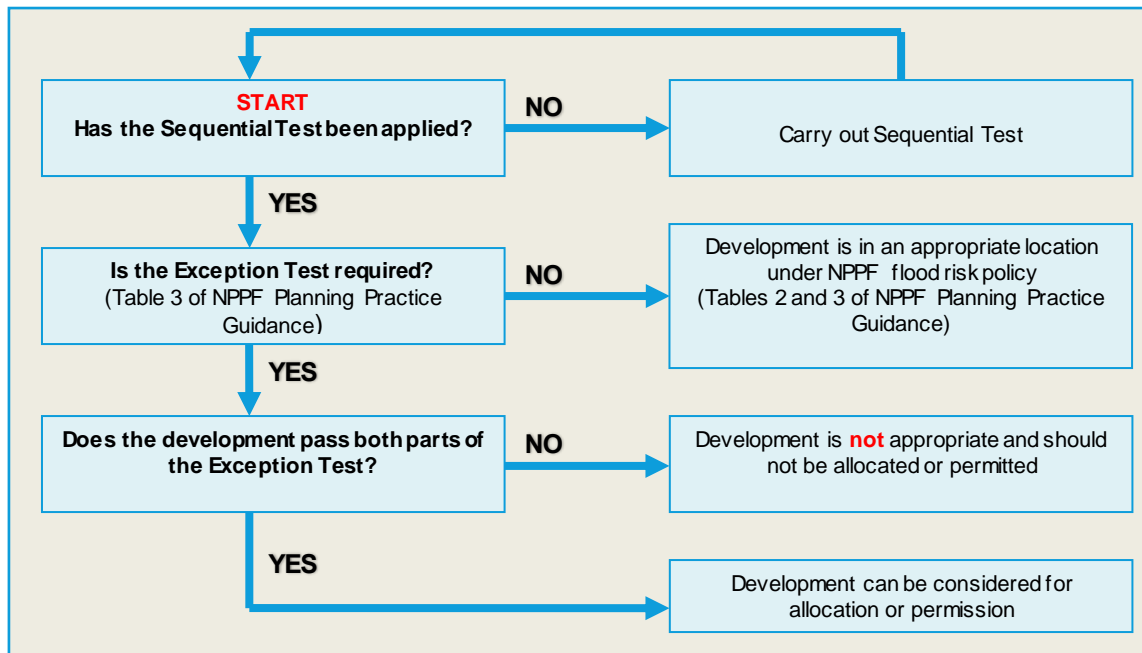 START
Has the Sequential Test been applied?
NO
Carry out Sequential Test
YES
Is the Exception Test required?
(Table 3 of NPPF Planning Practice
Guidance)
NO
Development is in an appropriate location
under NPPF flood risk policy
(Tables 2 and 3 of NPPF Planning Practice
Guidance)
YES
Does the development pass both parts of
the Exception Test?
NO
Development is not appropriate and should
not be allocated or permitted
YES
Development can be considered for
allocation or permission